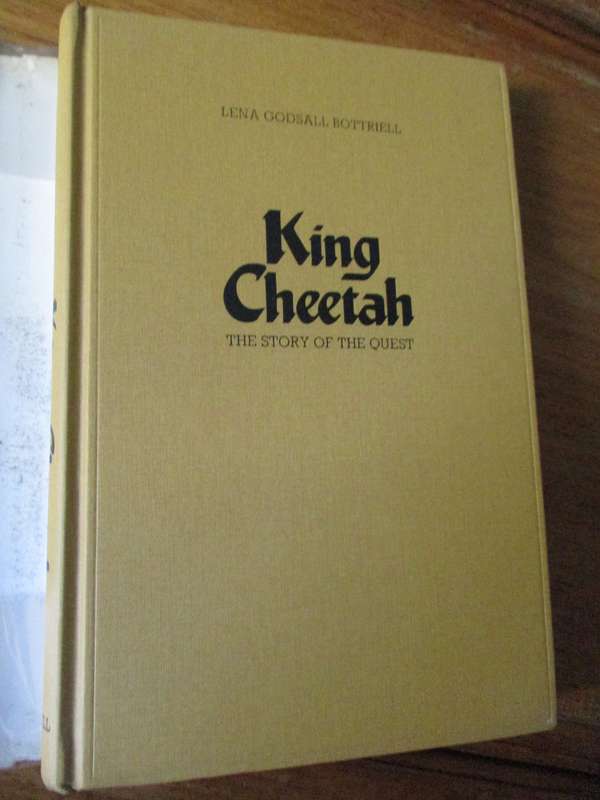 LENA GODSALL BOTTRIELL
King
Cheetah
THE STORY OF THE QUEST